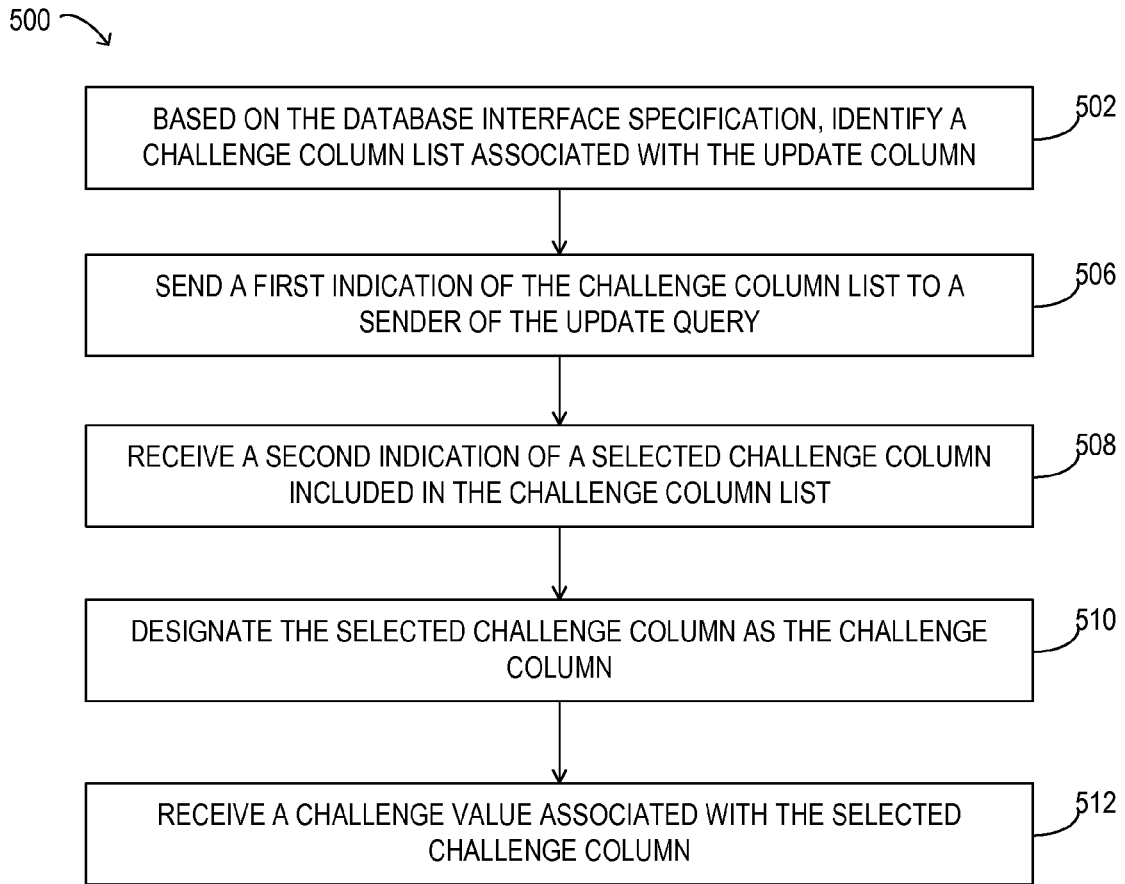 500
BASED ON THE DATABASE INTERFACE SPECIFICATION, IDENTIFY A
CHALLENGE COLUMN LIST ASSOCIATED WITH THE UPDATE COLUMN
502
SEND A FIRST INDICATION OF THE CHALLENGE COLUMN LIST TO A
SENDER OF THE UPDATE QUERY
506
RECEIVE A SECOND INDICATION OF A SELECTED CHALLENGE COLUMN
INCLUDED IN THE CHALLENGE COLUMN LIST
508
DESIGNATE THE SELECTED CHALLENGE COLUMN AS THE CHALLENGE
COLUMN
510
RECEIVE A CHALLENGE VALUE ASSOCIATED WITH THE SELECTED
CHALLENGE COLUMN
512